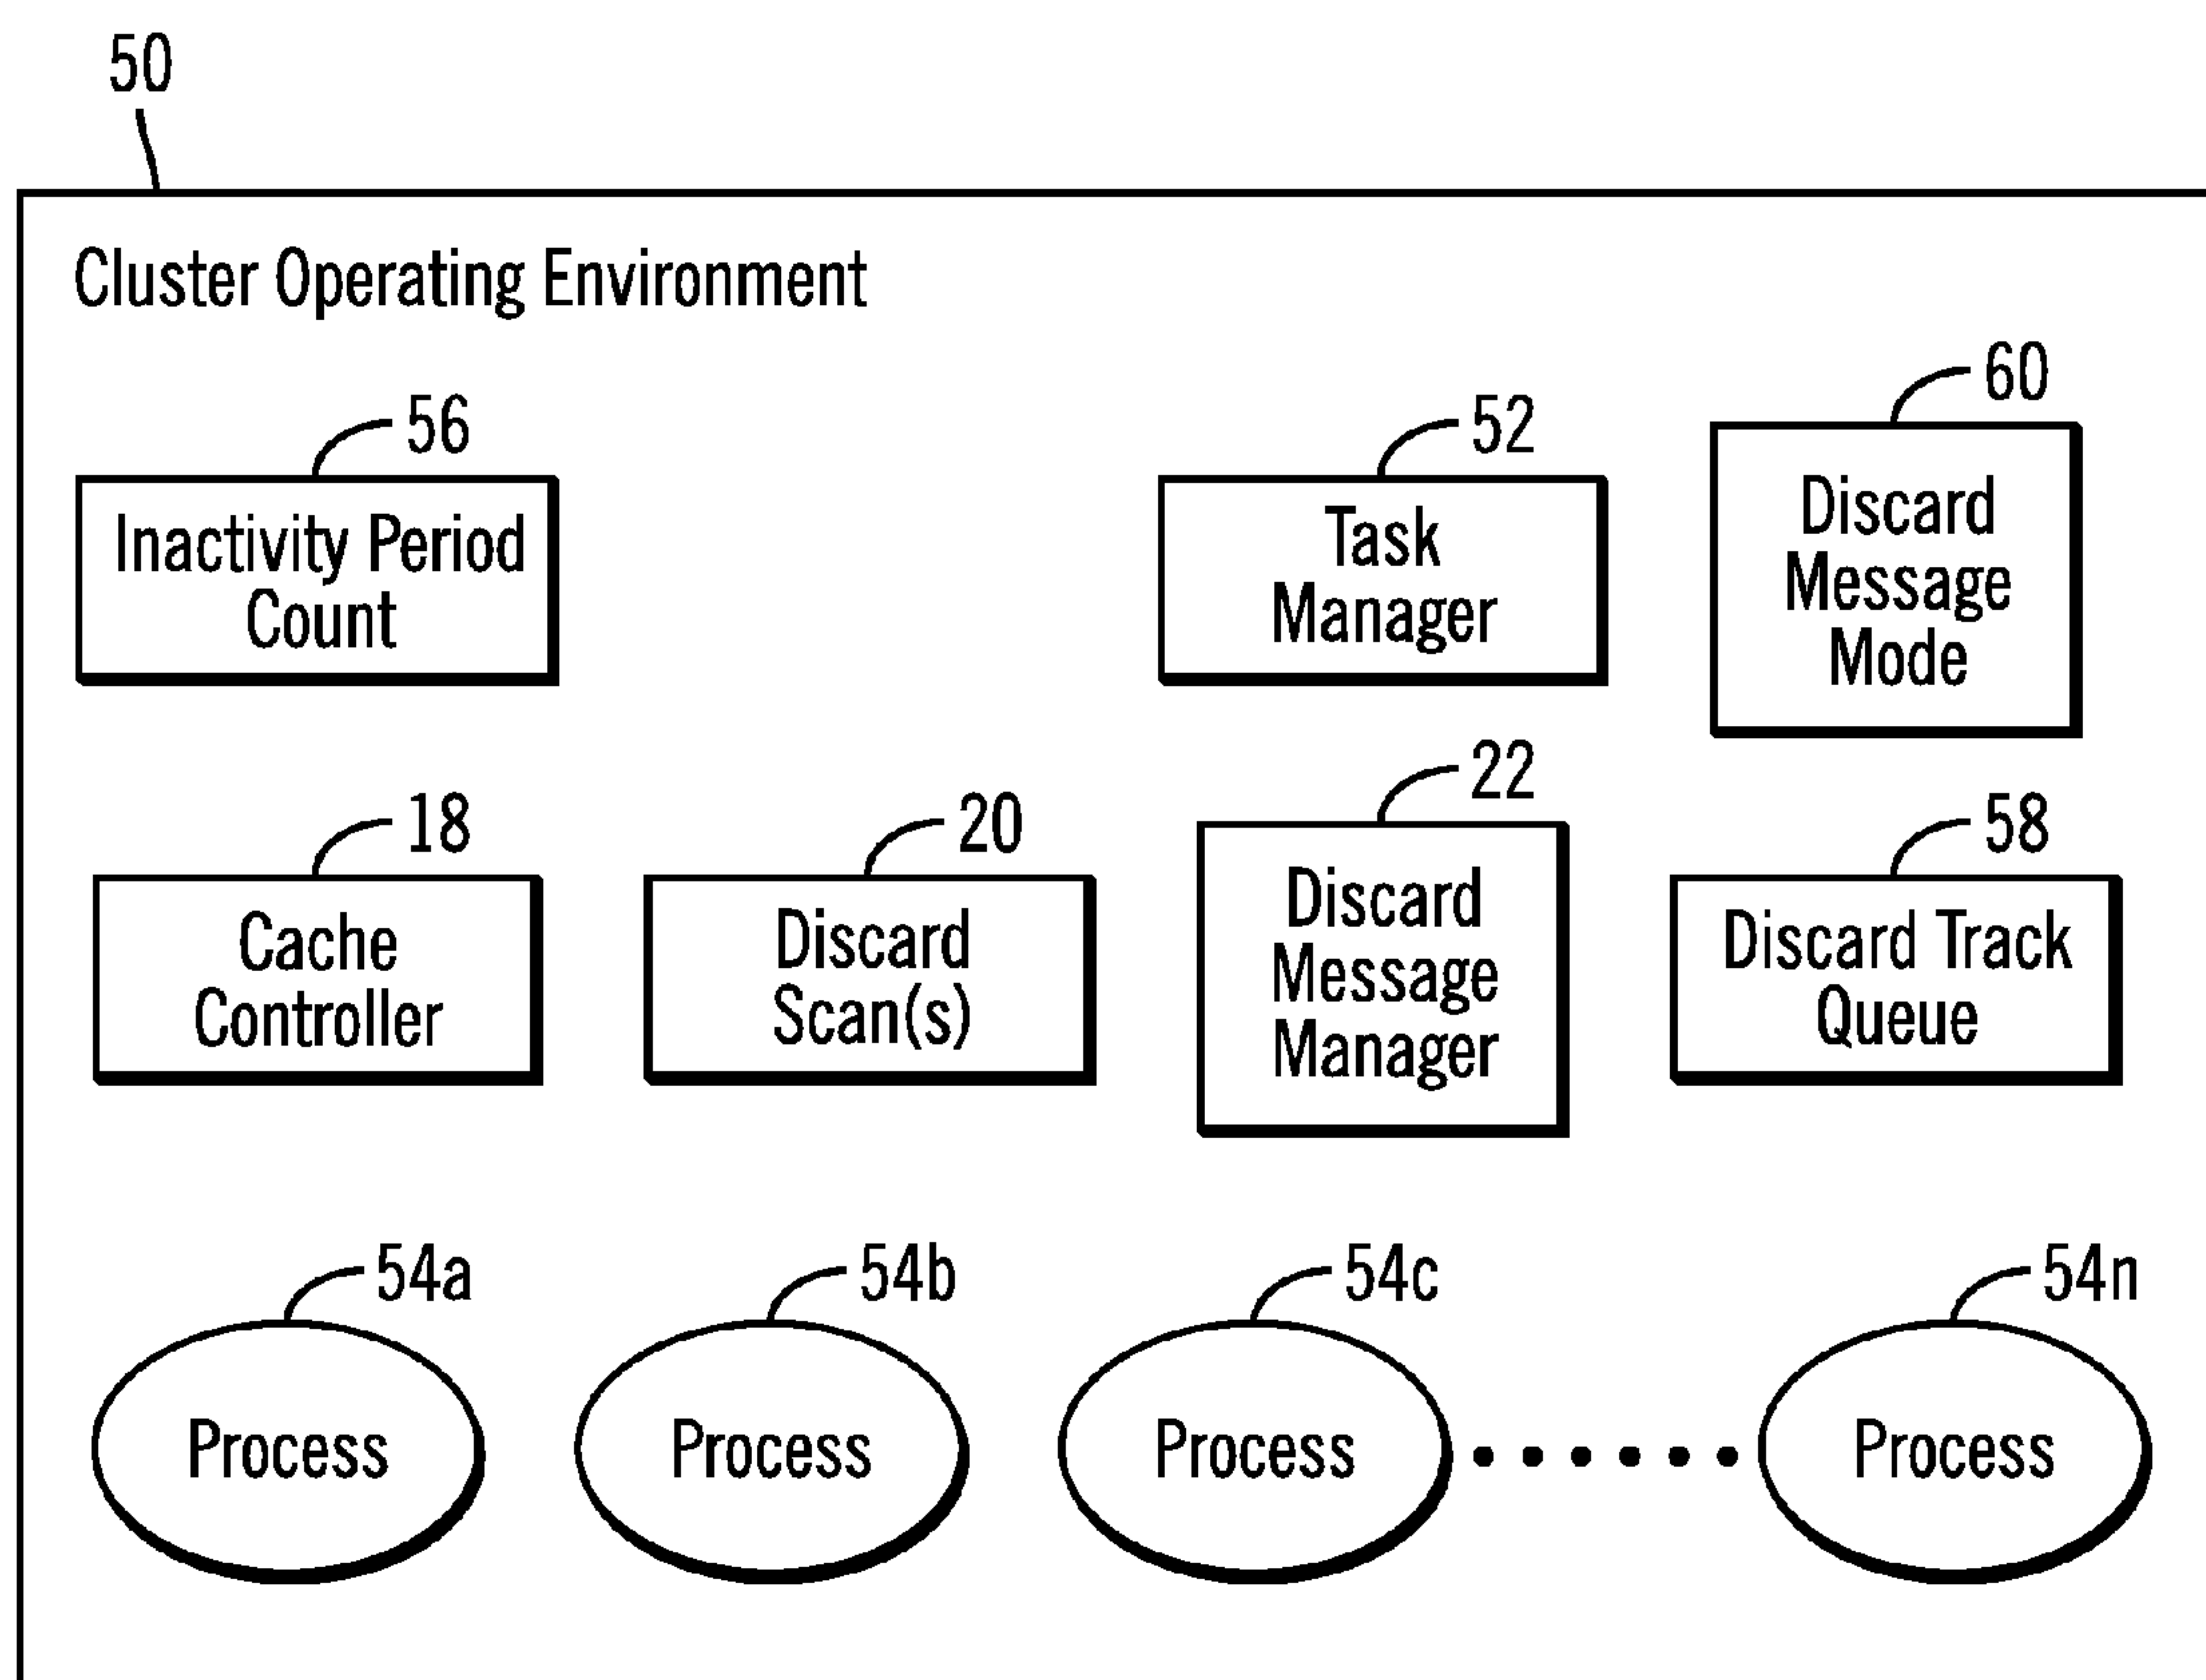 50
Cluster Operating Environment
56
Inactivity Period
Count
52
Task
Manager
60
Discard
Message
Mode
18
Cache
Controller
20
Discard
Scan(s)
22
Discard
Message
Manager
58
Discard Track
Queue
54a
Process
54b
Process
54c
Process
54n
Process